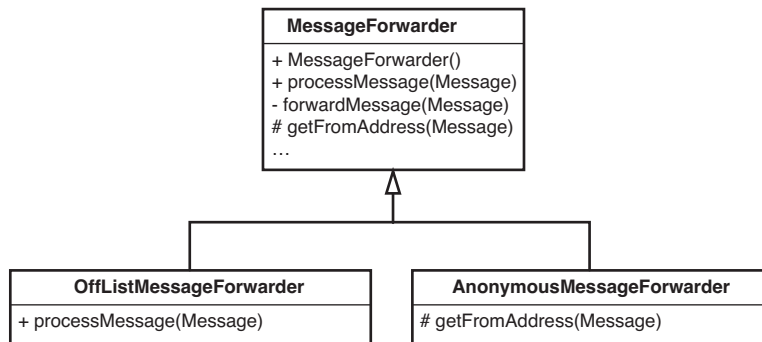 MessageForwarder
+ MessageForwarder()
+ processMessage(Message)
- forwardMessage(Message)
# getFromAddress(Message)
…
OffListMessageForwarder
+ processMessage(Message)
AnonymousMessageForwarder
# getFromAddress(Message)